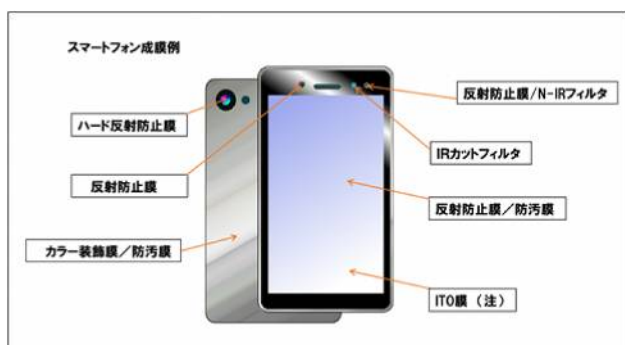 スマートフォン成膜例
反射防止膜/N-IRフィルタ
ハード反射防止膜
IRカットフィルタ
反射防止膜
反射防止膜／防汚膜
カラー装飾膜／防汚膜
ITO膜（注）